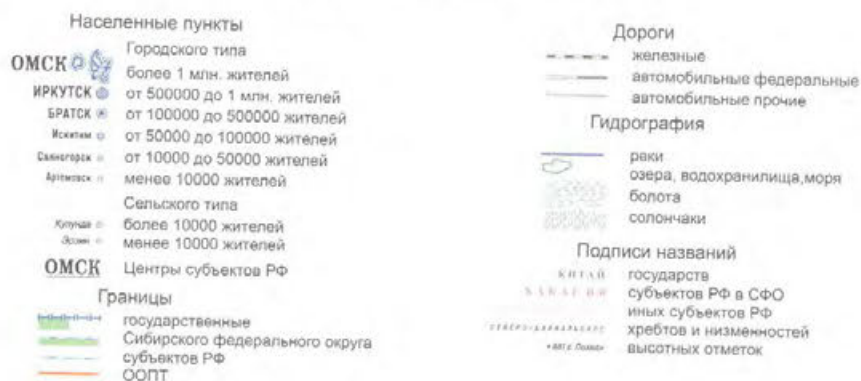 Населенные пункты
Городского типа
ОМСК более 1 млн. жителей
ИРКУТСК от 500000 до 1 млн. жителей
БРАТСК от 100000 до 500000 жителей
Искитим от 50000 до 100000 жителей
Саяногорск от 10000 до 50000 жителей
Артемовск менее 10000 жителей
Сельского типа
Кулунда более 10000 жителей
Эрзин менее 10000 жителей
ОМСК Центры субъектов РФ
Границы
государственные
Сибирского федерального округа
субъектов РФ
ООПТ
Дороги
железные
автомобильные федеральные
автомобильные прочие
Гидрография
реки
озера, водохранилища,моря
болота
солончаки
Подписи названий
КИТАЙ государств
ХАКАСИЯ субъектов РФ в СФО
иных субъектов РФ
хребтов и низменностей
высотных отметок